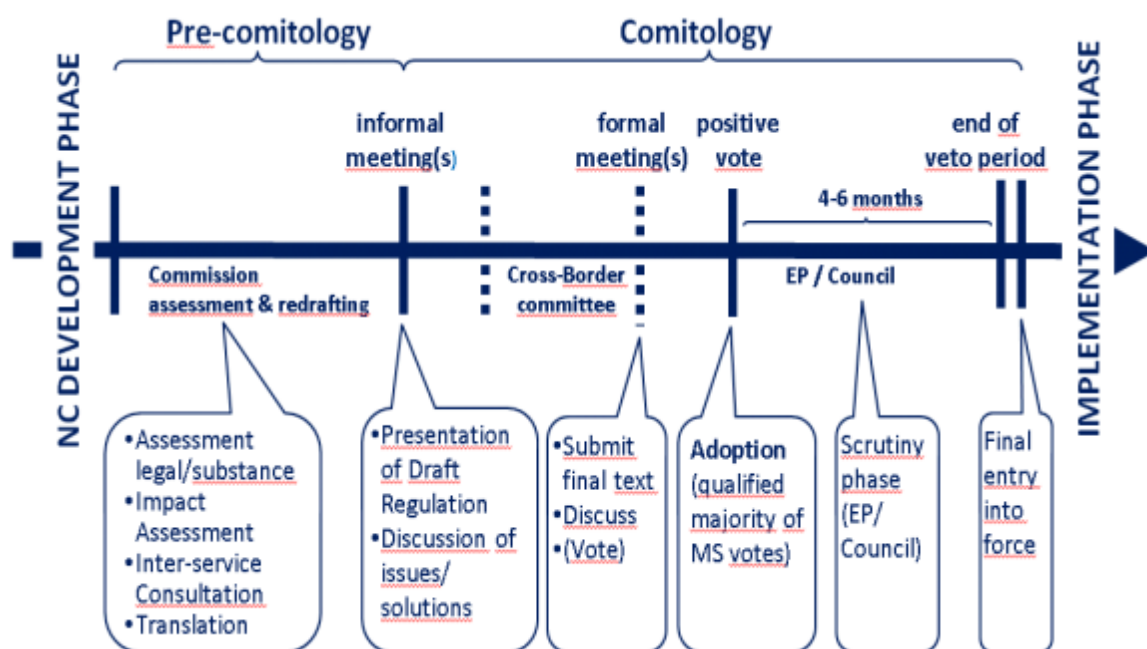 Pre-comitology
Comitology
NC DEVELOPMENT PHASE
IMPLEMENTATION PHASE
informal
meeting(s)
formal
meeting(s)
positive
vote
end of
veto period
4-6 months
Commission
assessment & redrafting
Cross-Border
committee
EP / Council
•Assessment
legal/substance
•Impact
Assessment
•Inter-service
Consultation
•Translation
•Presentation
of Draft
Regulation
•Discussion of
issues/
solutions
•Submit
final text
•Discuss
•(Vote)
Adoption
(qualified
majority of
MS votes)
Scrutiny
phase
(EP/
Council)
Final
entry
into
force